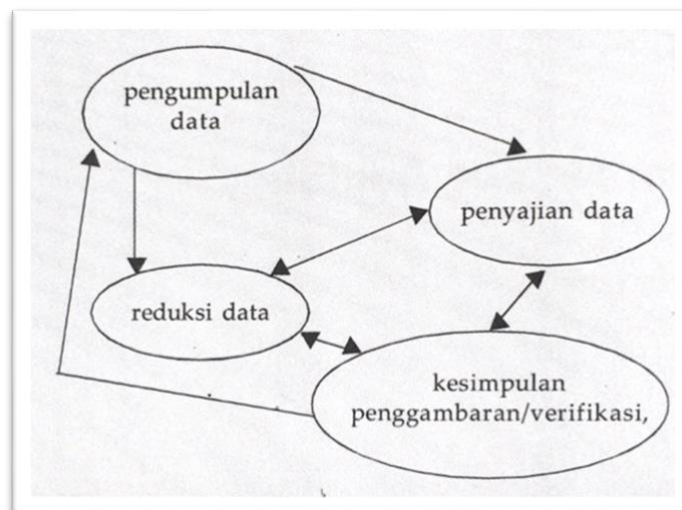 pengumpulan
data
penyajian data
reduksi data
kesimpulan
penggambaran/verifikasi,